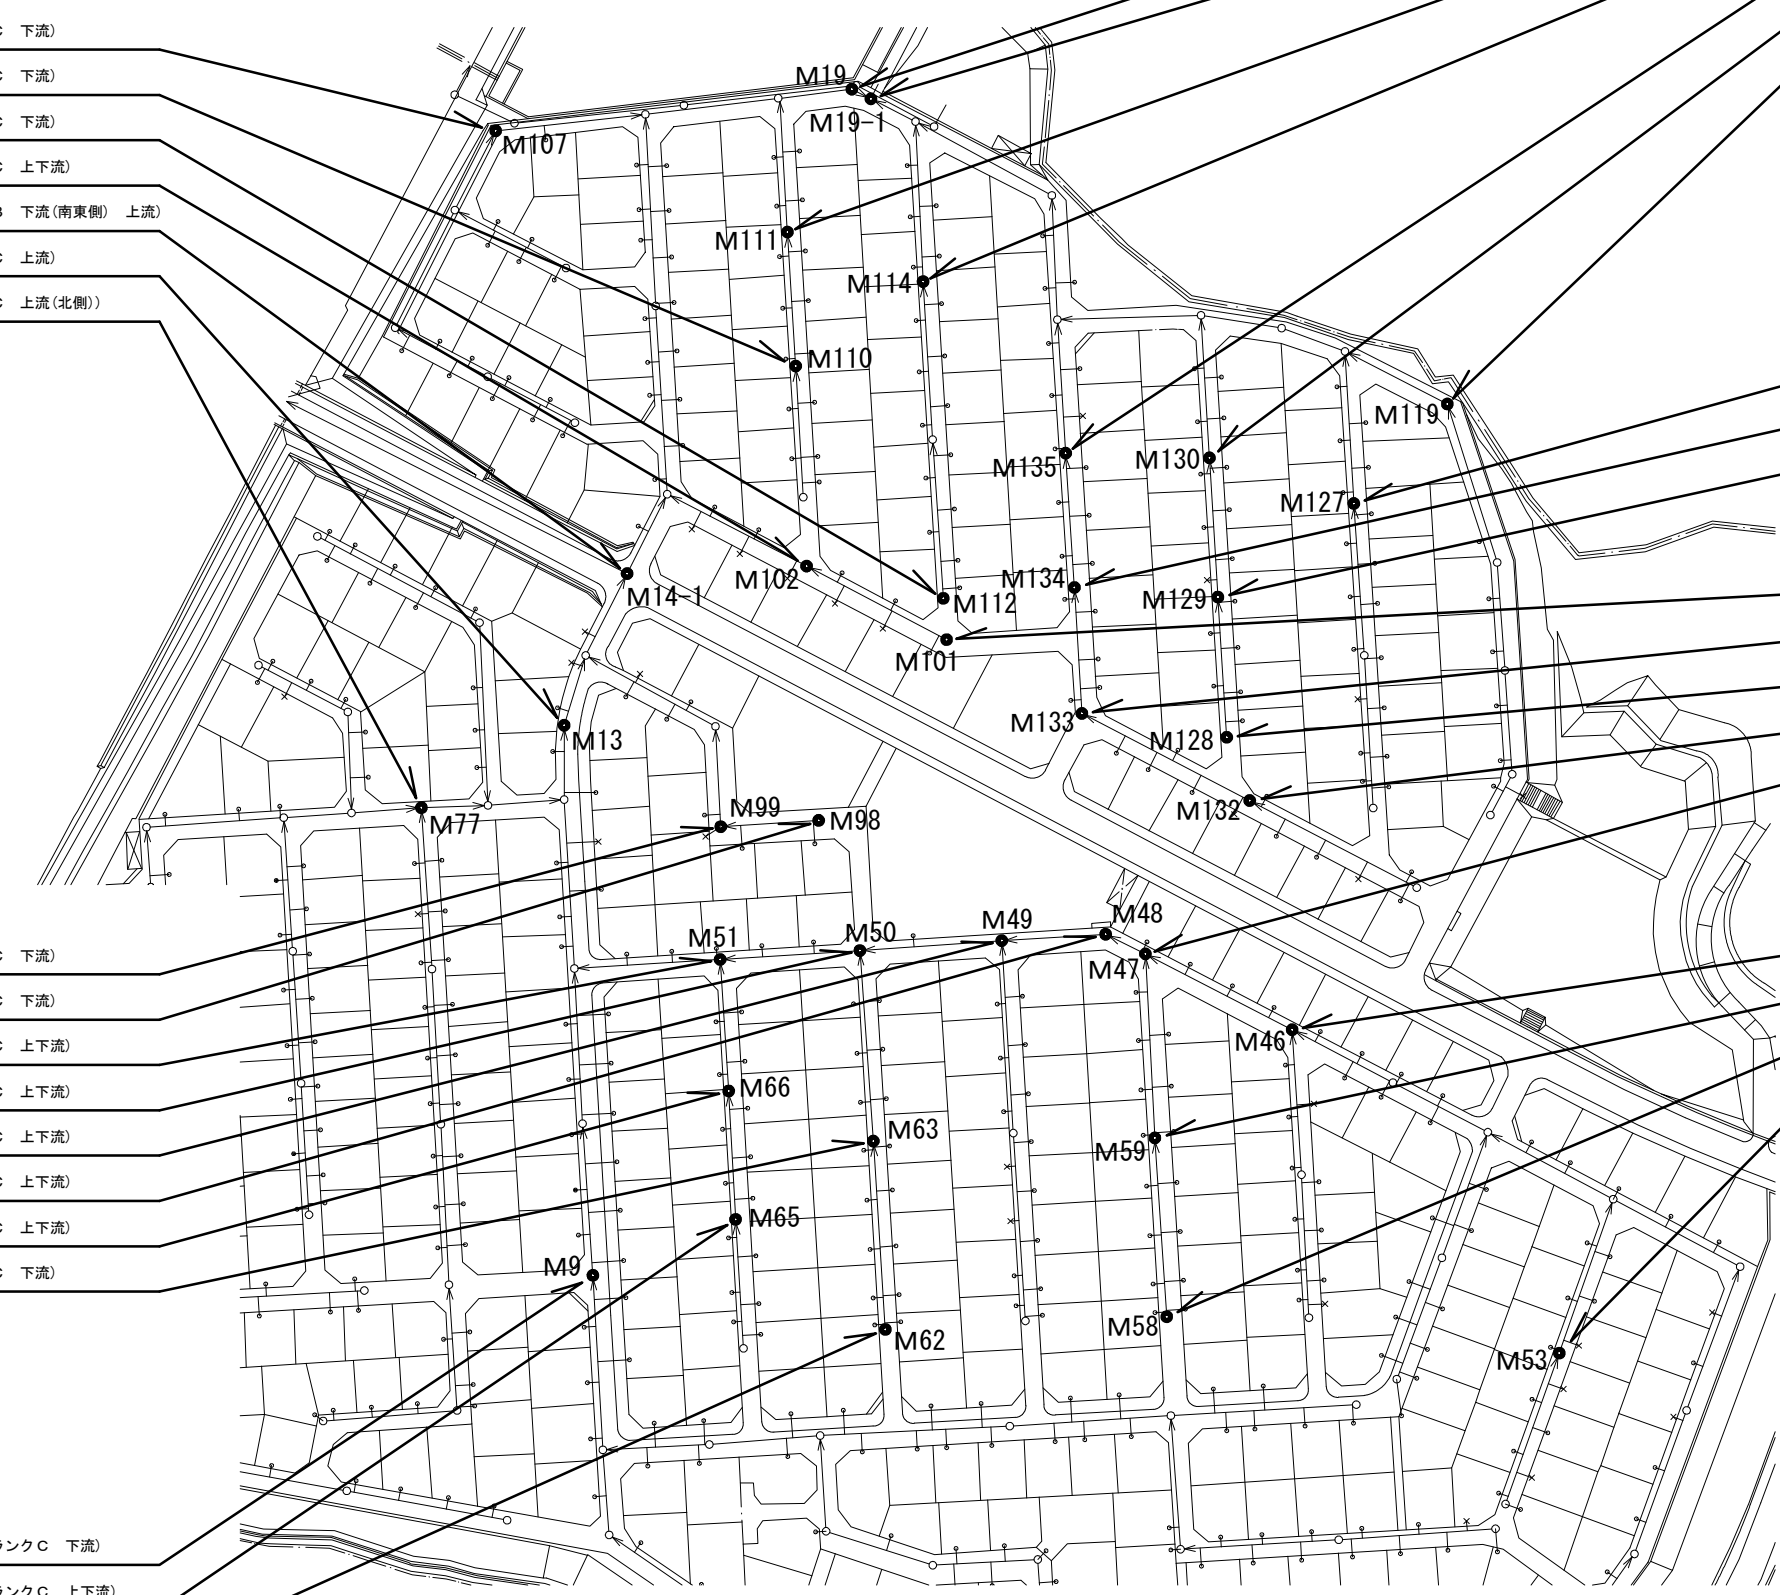 C 下流)
C 下流)
C 下流)
C 上下流)
B 下流(南東側) 上流)
C 上流)
C 上流(北側))
M19
M19-1
M107
M111
M114
M110
M119
M135
M130
M127
M102
M14-1
M112
M134
M129
M101
M133
M128
M13
M132
M99
M98
M77
M51
M50
M49
M48
M47
M46
M66
M63
M59
M65
M9
M62
M58
M53
C 下流)
C 下流)
C 上下流)
C 上下流)
C 上下流)
C 上下流)
C 上下流)
C 下流)
ランクC 下流)
ランクC 上下流)